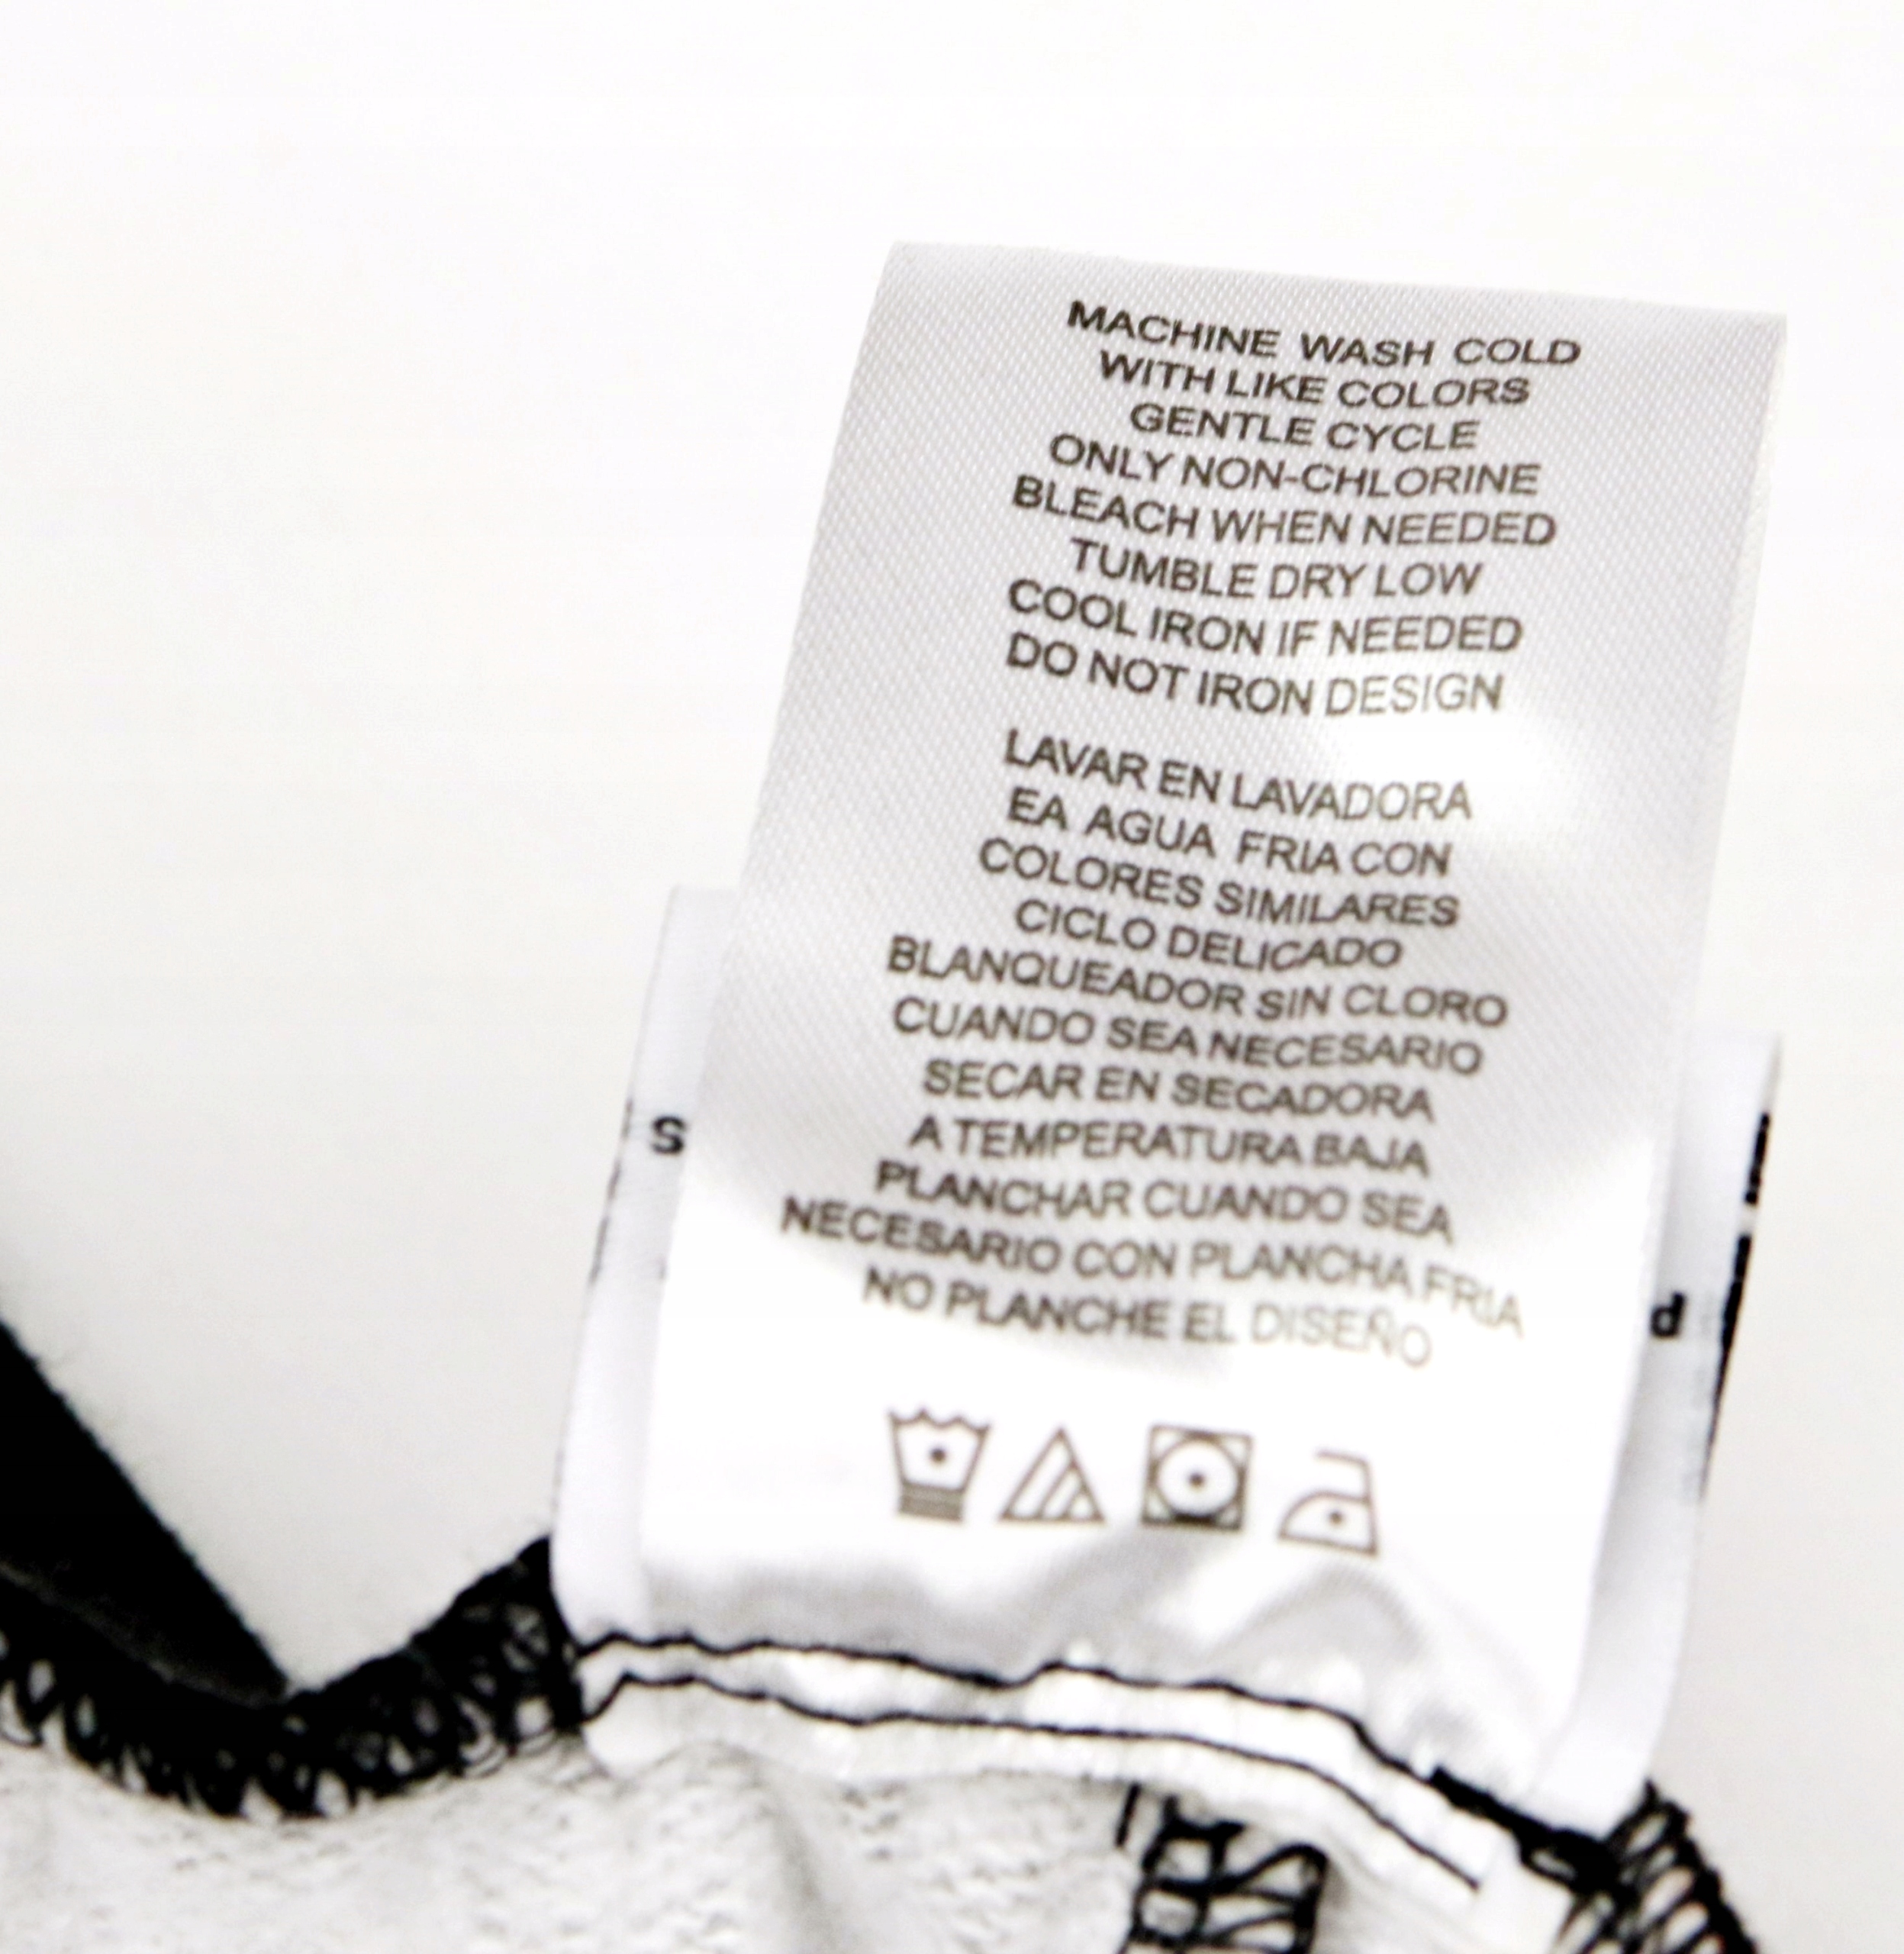 MACHINE WASH COLD
WITH LIKE COLORS
GENTLE CYCLE
ONLY NON-CHLORINE
BLEACH WHEN NEEDED
TUMBLE DRY LOW
COOL IRON IF NEEDED
DO NOT IRON DESIGN
LAVAR EN LAVADORA
EA AGUA FRIA CON
COLORES SIMILARES
CICLO DELICADO
BLANQUEADOR SIN CLORO
CUANDO SEA NECESARIO
SECAR EN SECADORA
A TEMPERATURA BAJA
PLANCHAR CUANDO SEA
NECESARIO CON PLANCHA FRIA
NO PLANCHE EL DISEÑO
S
P